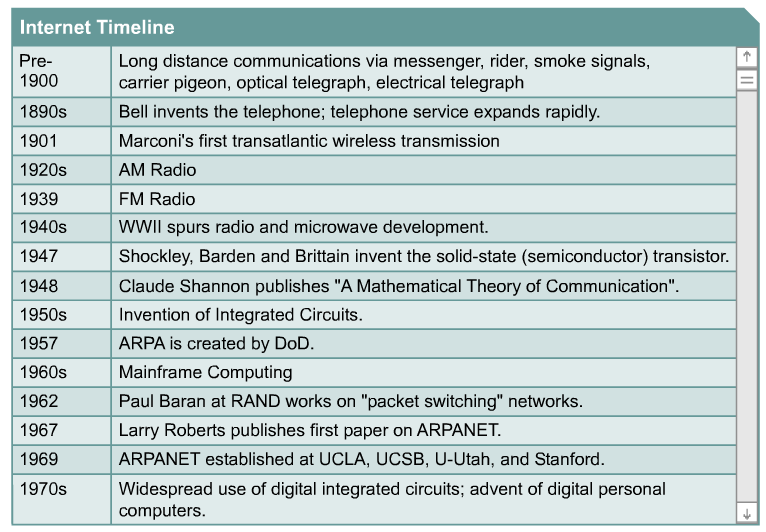 Internet Timeline
Pre-
1900
Long distance communications via messenger, rider, smoke signals,
carrier pigeon, optical telegraph, electrical telegraph
1890s Bell invents the telephone; telephone service expands rapidly.
1901 Marconi's first transatlantic wireless transmission
1920s AM Radio
1939 FM Radio
1940s WWII spurs radio and microwave development.
1947 Shockley, Barden and Brittain invent the solid-state (semiconductor) transistor.
1948 Claude Shannon publishes "A Mathematical Theory of Communication".
1950s Invention of Integrated Circuits.
1957 ARPA is created by DoD.
1960s Mainframe Computing
1962 Paul Baran at RAND works on "packet switching" networks.
1967 Larry Roberts publishes first paper on ARPANET.
1969 ARPANET established at UCLA, UCSB, U-Utah, and Stanford.
1970s Widespread use of digital integrated circuits; advent of digital personal
computers.